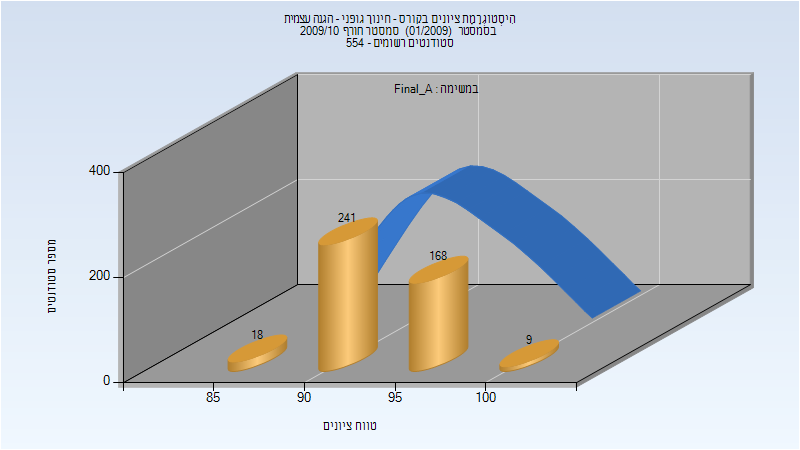 היסטוגרמת ציונים בקורס - חינוך גופני - הגנה עצמית
בסמסטר (01/2009) סמסטר חורף 2009/10
סטודנטים רשומים - 554
במשימה : Final_A
400
200
0
מספר סטודנטים
18
241
168
9
85
90
95
100
טווח ציונים